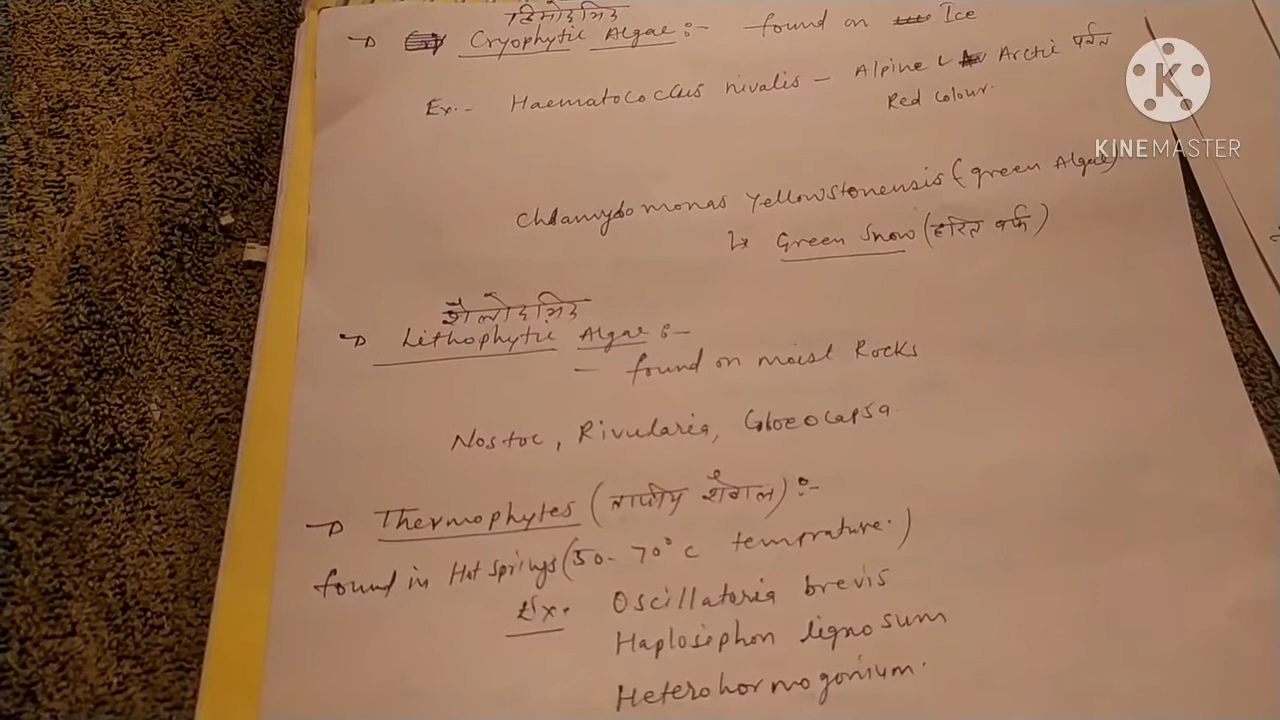 हिमोद्भिद
→ Cryophytic Algae :- found on Ice
Ex.- Haematococcus nivalis - Alpine & Arctic पर्वत
Red Colour.
Chlamydomonas Yellowstonensis (green Algae)
↳ Green Snow (हरित बर्फ)
शैलोद्भिद
→ Lithophytic Algae :-
- found on moist Rocks
Nostoc, Rivularia, Gloeocapsa
→ Thermophytes (तापीय शैवाल) :-
found in Hot Springs (50-70°C temprature.)
Ex. Oscillatoria brevis
Haplosiphon lignosum
Heterohormogonium.
K
KINEMASTER